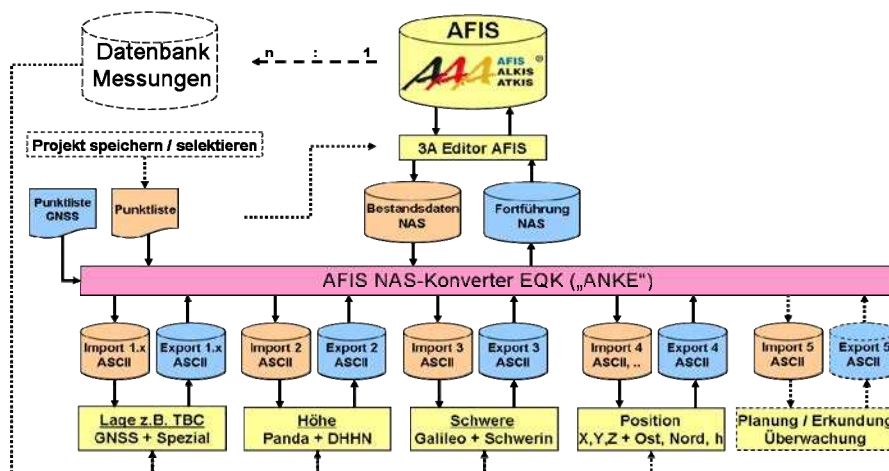 Datenbank
Messungen
n : 1
AFIS
AAA
AFIS ®
ALKIS
ATKIS
Projekt speichern / selektieren
3A Editor AFIS
Punktliste
GNSS
Punktliste
Bestandsdaten
NAS
Fortführung
NAS
AFIS NAS-Konverter EQK („ANKE“)
Import 1.x
ASCII
Export 1.x
ASCII
Import 2
ASCII
Export 2
ASCII
Import 3
ASCII
Export 3
ASCII
Import 4
ASCII, ..
Export 4
ASCII
Import 5
ASCII
Export 5
ASCII
Lage z.B. TBC
GNSS + Spezial
Höhe
Panda + DHHN
Schwere
Galileo + Schwerin
Position
X,Y,Z + Ost, Nord, h
Planung / Erkundung
Überwachung